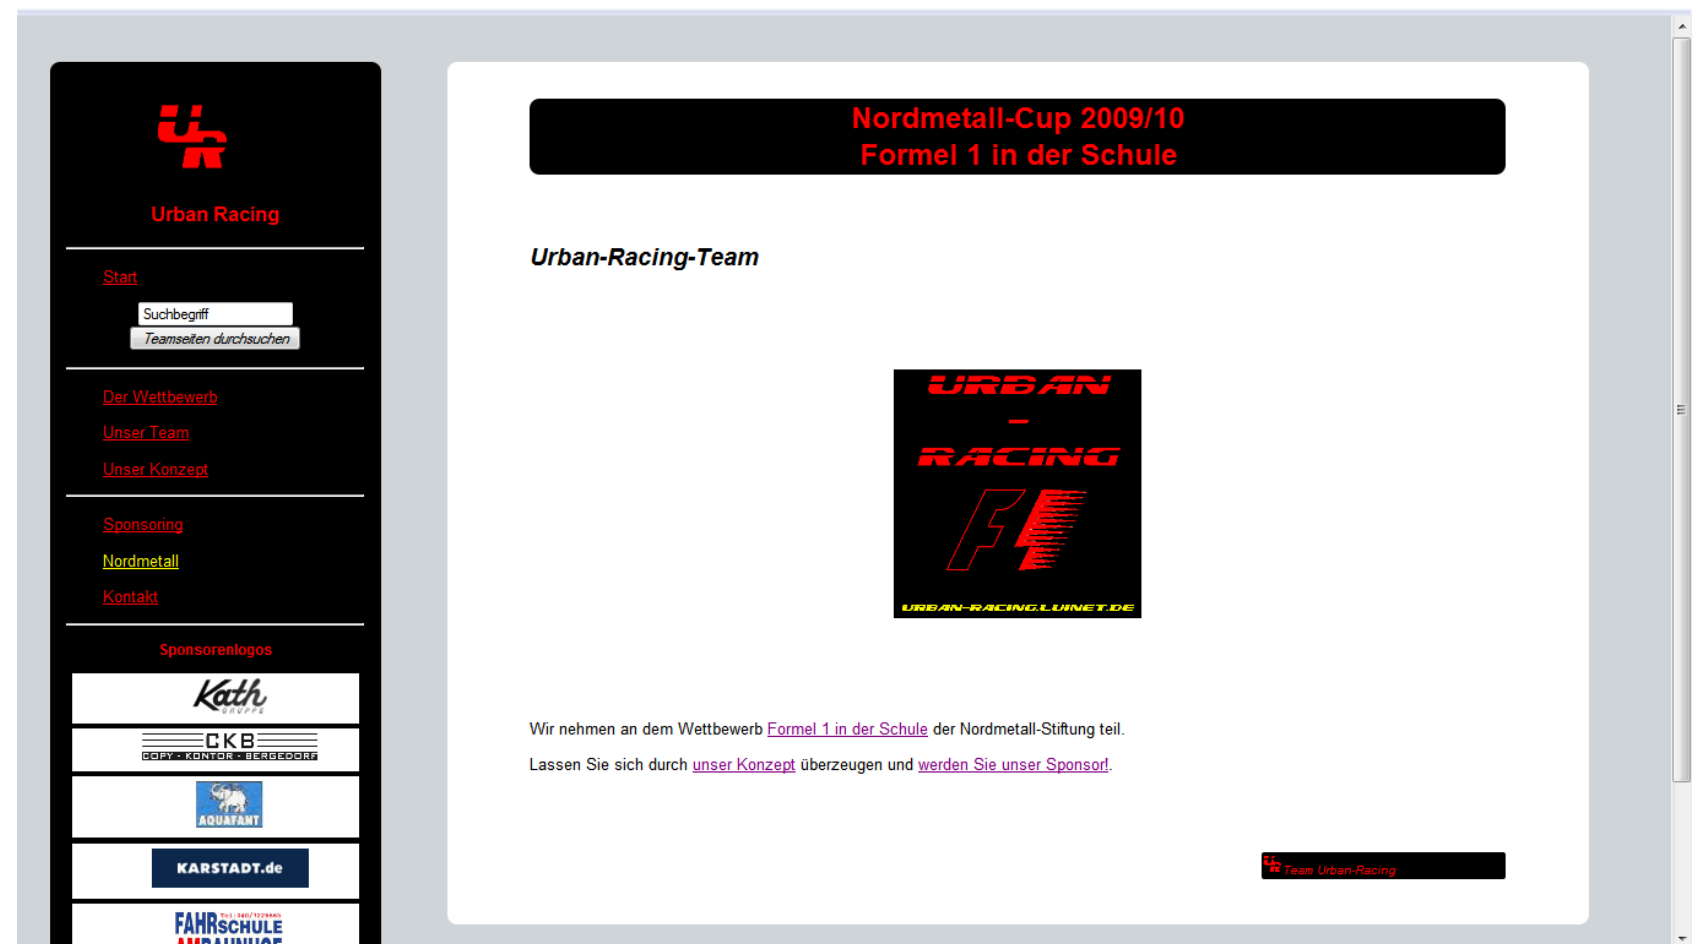 UR
Urban Racing
Start
Suchbegriff
Teamseiten durchsuchen
Der Wettbewerb
Unser Team
Unser Konzept
Sponsoring
Nordmetall
Kontakt
Sponsorenlogos
Kath
GRUPPE
CKB
COPY - KONTOR - BERGEDORF
AQUAFANT
KARSTADT.de
FAHRSCHULE
Nordmetall-Cup 2009/10
Formel 1 in der Schule
Urban-Racing-Team
URBAN
-
RACING
F1
URBAN-RACING.LUINET.DE
Wir nehmen an dem Wettbewerb Formel 1 in der Schule der Nordmetall-Stiftung teil.
Lassen Sie sich durch unser Konzept überzeugen und werden Sie unser Sponsor!.
UR Team Urban-Racing